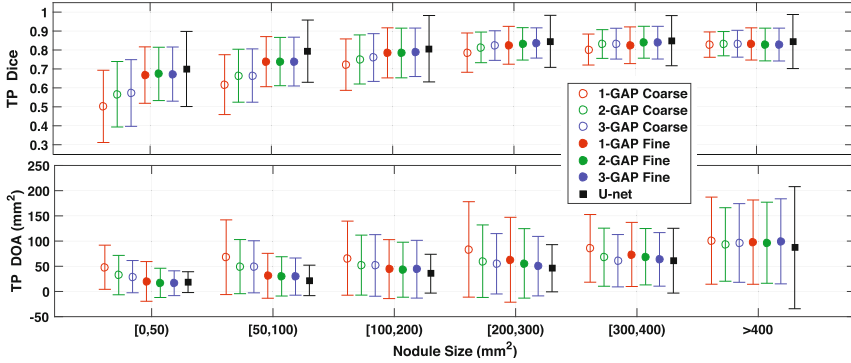 1
0.9
0.8
0.7
0.6
0.5
0.4
0.3
TP Dice
1-GAP Coarse
2-GAP Coarse
3-GAP Coarse
1-GAP Fine
2-GAP Fine
3-GAP Fine
U-net
250
200
150
100
50
0
-50
TP DOA (mm²)
[0,50) [50,100) [100,200) [200,300) [300,400) >400
Nodule Size (mm²)